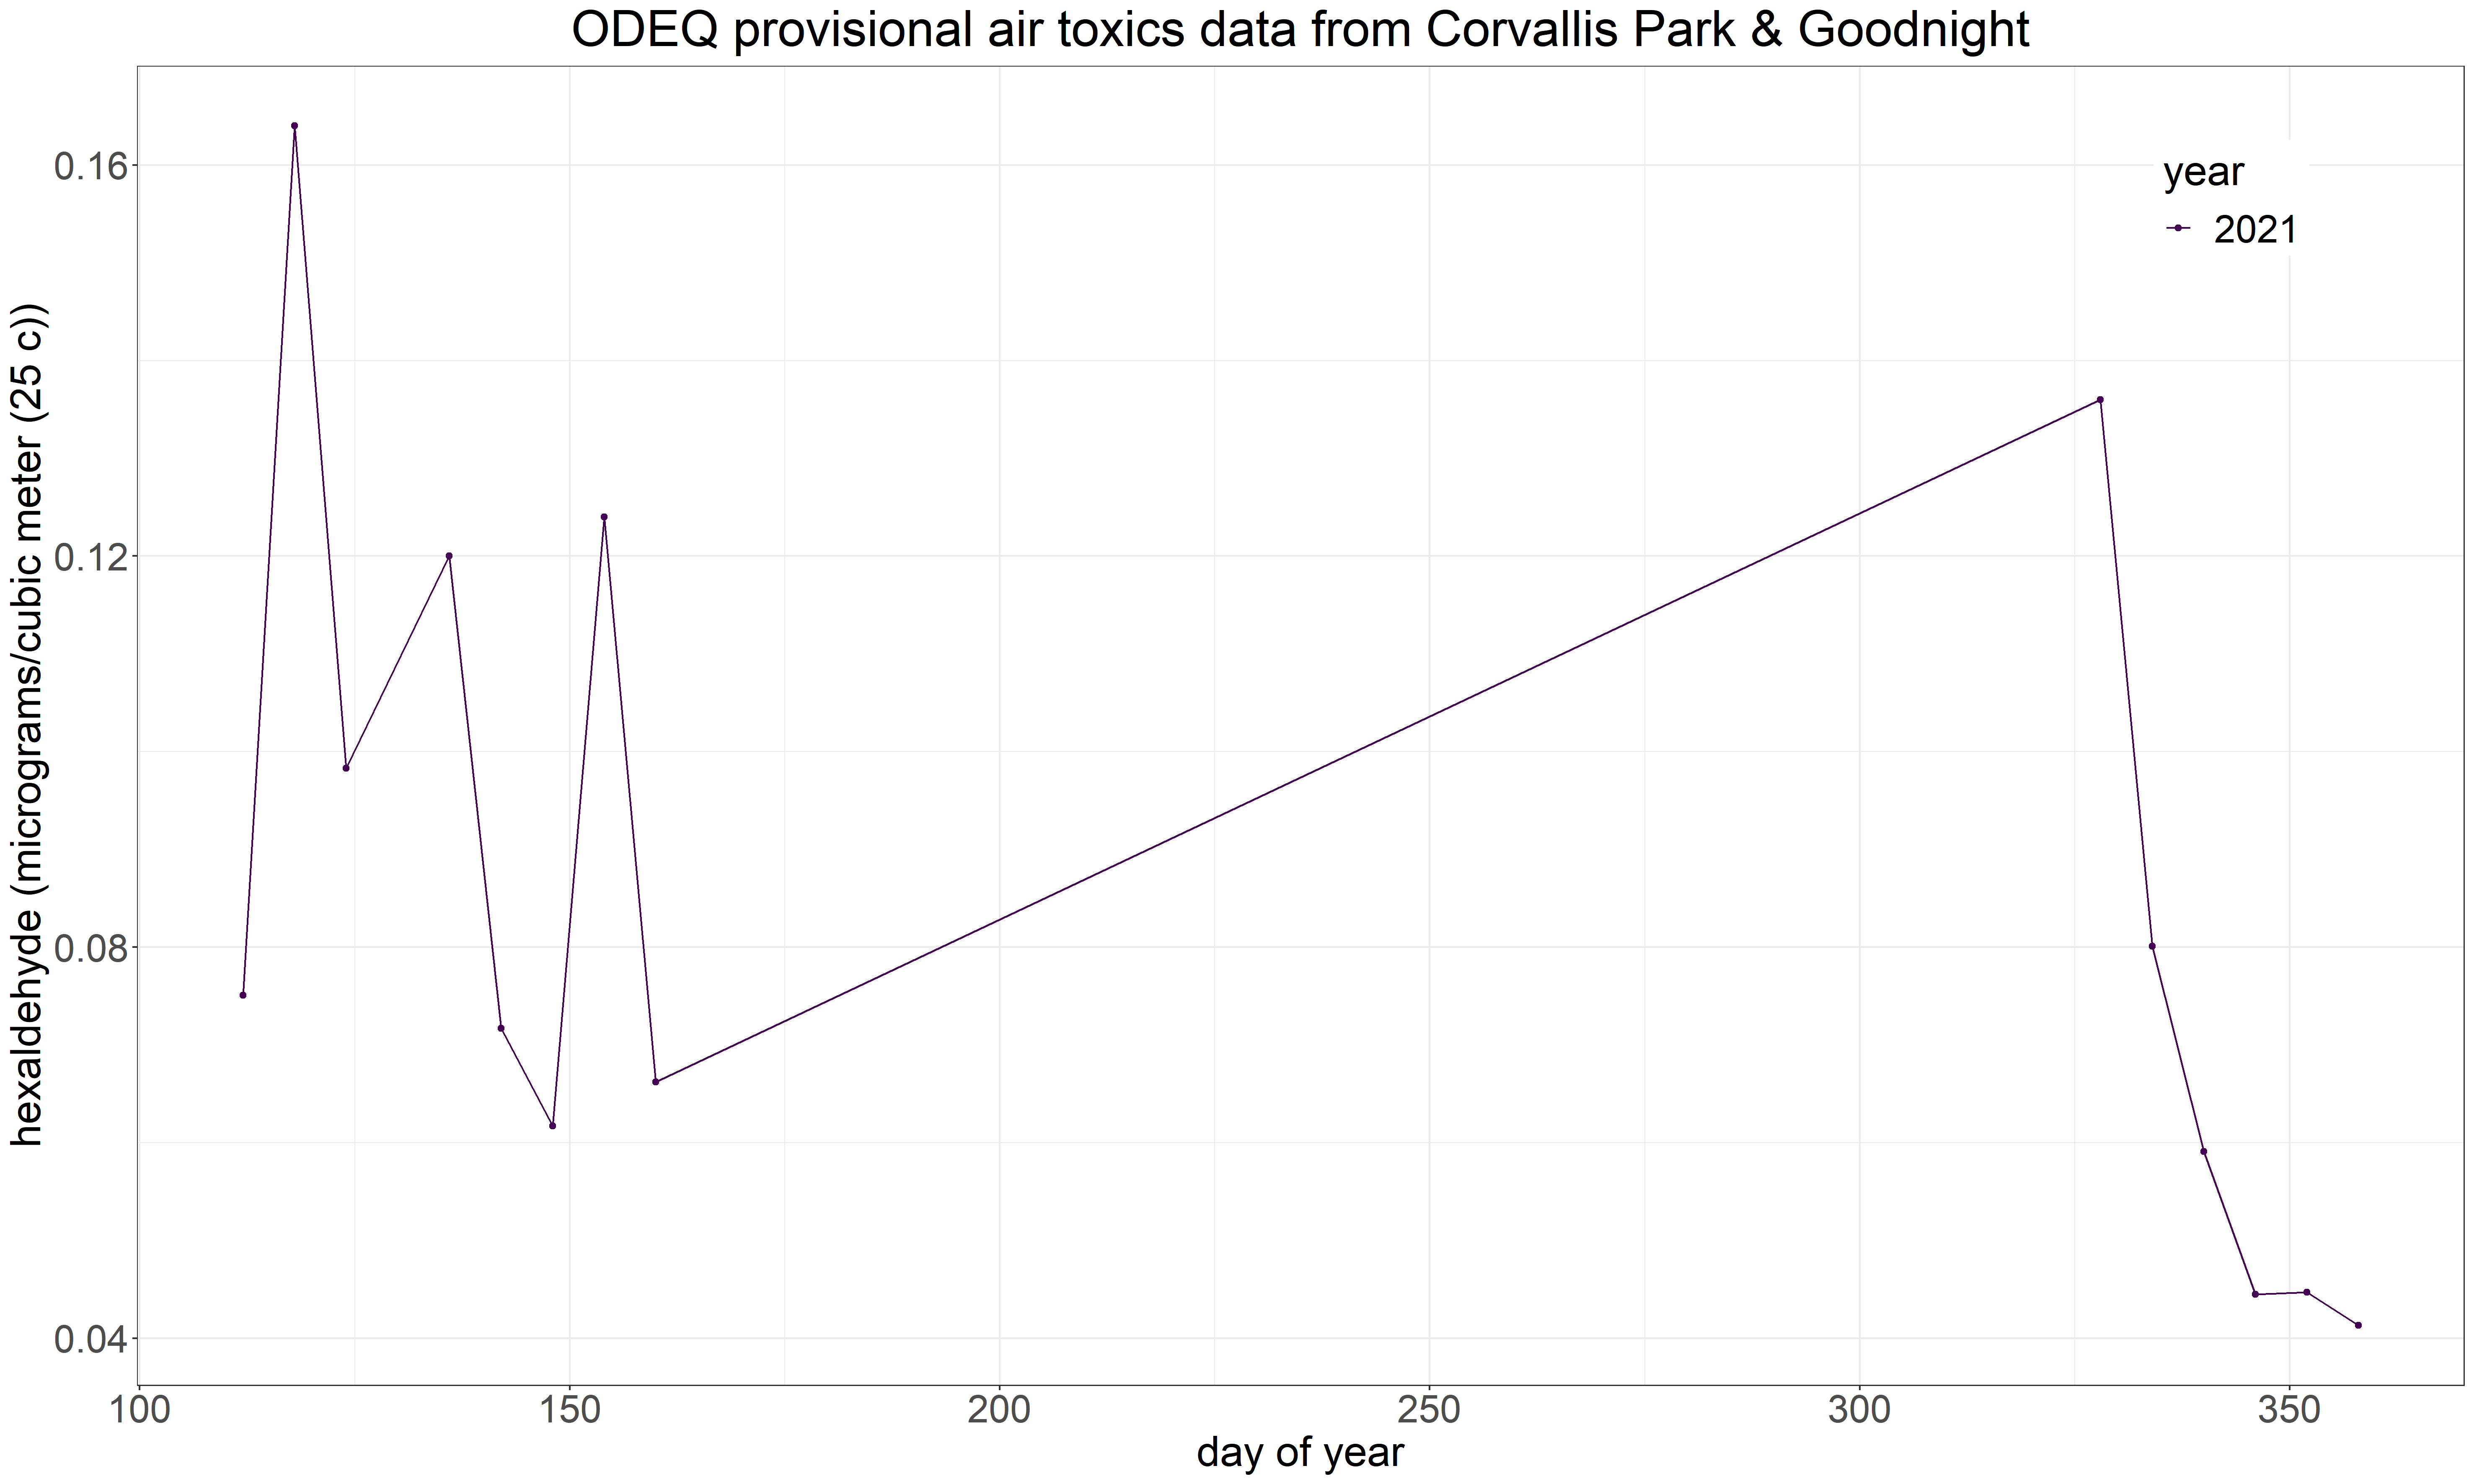 ODEQ provisional air toxics data from Corvallis Park & Goodnight
hexaldehyde (micrograms/cubic meter (25 c))
0.16
0.12
0.08
0.04
year
2021
100 150 200 250 300 350
day of year